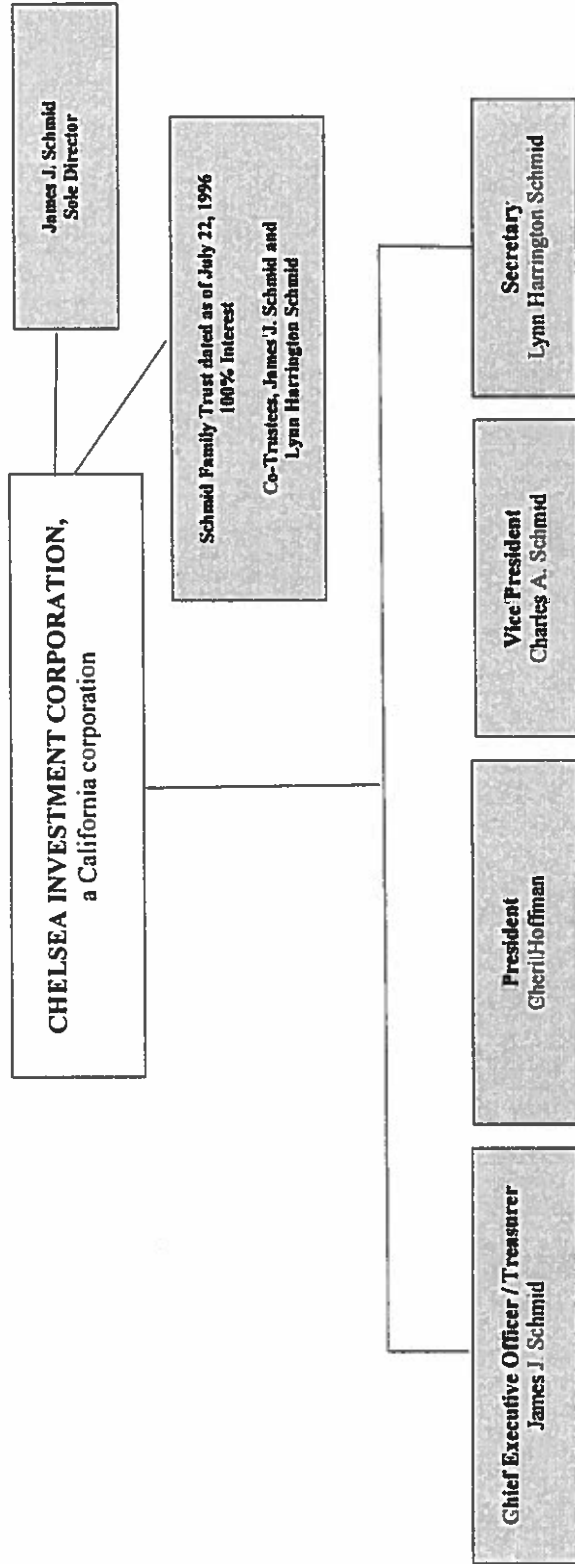 CHELSEA INVESTMENT CORPORATION,
a California corporation
James J. Schmid
Sole Director
Schmid Family Trust dated as of July 22, 1996
100% Interest
Co-Trustees, James J. Schmid and
Lynn Harrington Schmid
Chief Executive Officer / Treasurer
James J. Schmid
President
Cheri Hoffman
Vice President
Charles A. Schmid
Secretary
Lynn Harrington Schmid